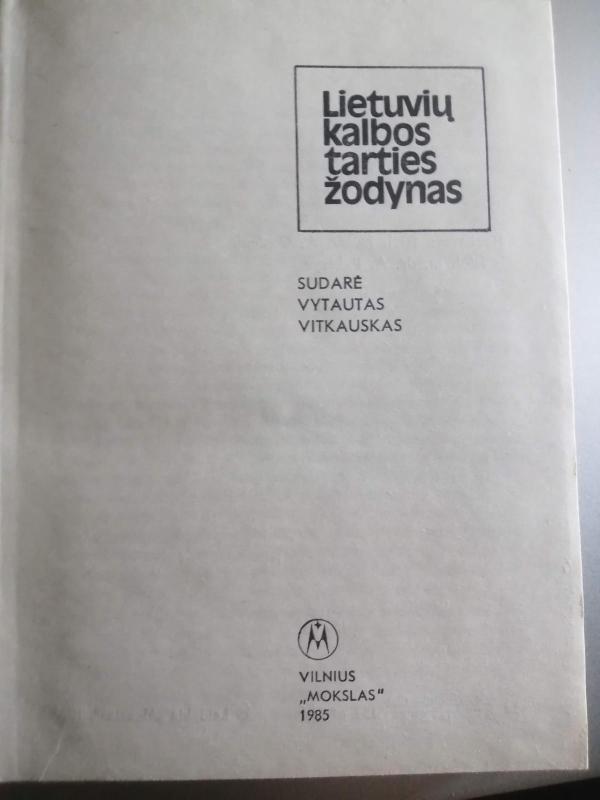 Lietuvių
kalbos
tarties
žodynas
SUDARĖ
VYTAUTAS
VITKAUSKAS
VILNIUS
„MOKSLAS“
1985